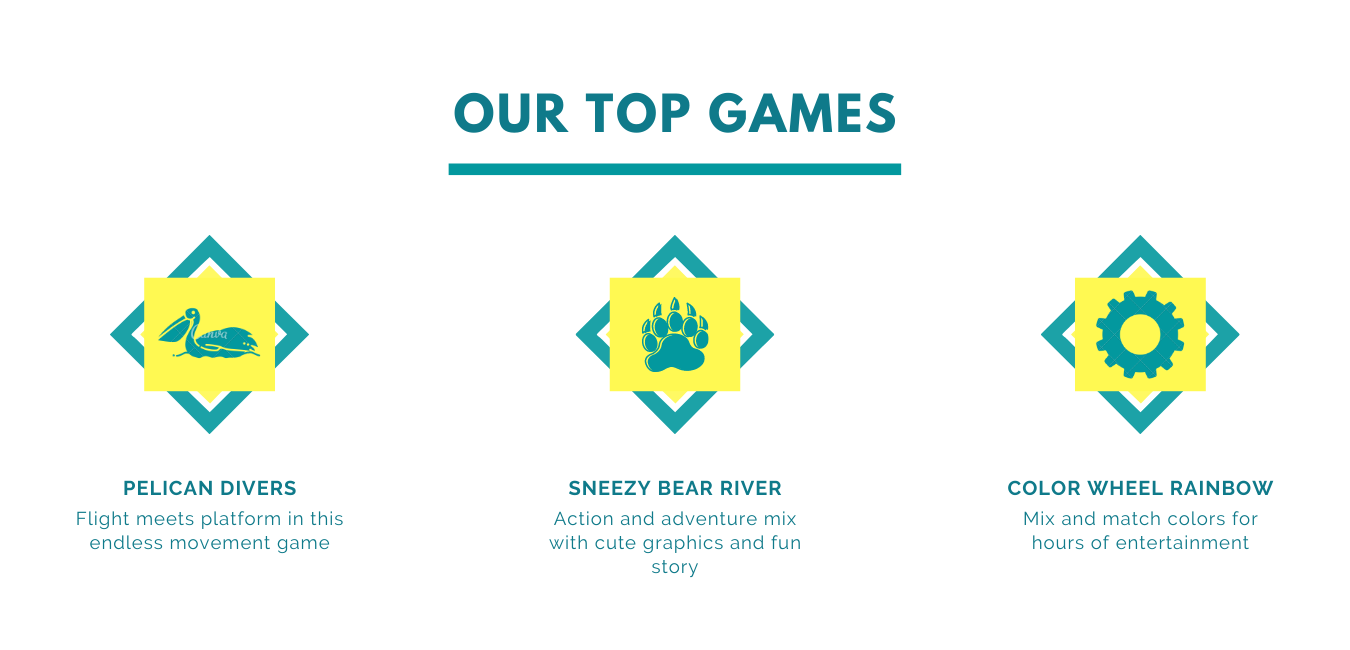 OUR TOP GAMES
PELICAN DIVERS
Flight meets platform in this
endless movement game
SNEEZY BEAR RIVER
Action and adventure mix
with cute graphics and fun
story
COLOR WHEEL RAINBOW
Mix and match colors for
hours of entertainment